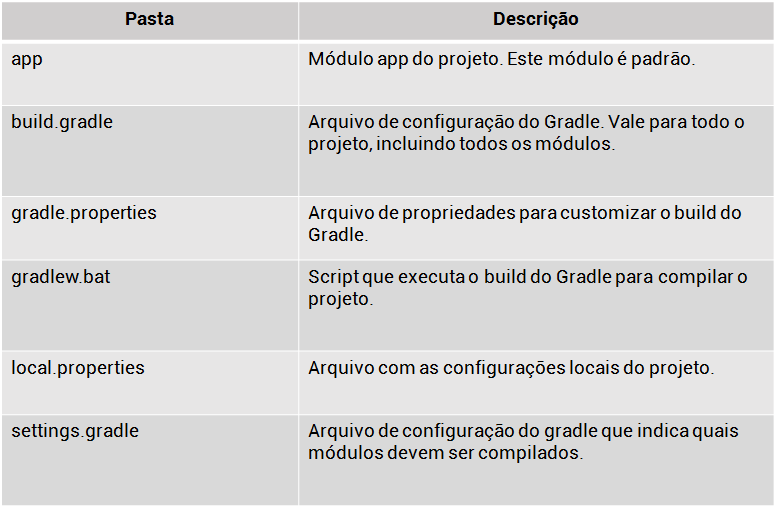 Pasta
Descrição
app
Módulo app do projeto. Este módulo é padrão.
build.gradle
Arquivo de configuração do Gradle. Vale para todo o
projeto, incluindo todos os módulos.
gradle.properties
Arquivo de propriedades para customizar o build do
Gradle.
gradlew.bat
Script que executa o build do Gradle para compilar o
projeto.
local.properties
Arquivo com as configurações locais do projeto.
settings.gradle
Arquivo de configuração do gradle que indica quais
módulos devem ser compilados.